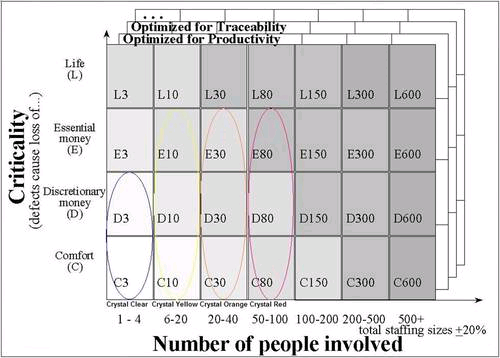 ...
Optimized for Traceability
Optimized for Productivity
Criticality
(defects cause loss of...)
Life
(L)
L3 L10 L30 L80 L150 L300 L600
Essential
money
(E)
E3 E10 E30 E80 E150 E300 E600
Discretionary
money
(D)
D3 D10 D30 D80 D150 D300 D600
Comfort
(C)
C3 C10 C30 C80 C150 C300 C600
Crystal Clear Crystal Yellow Crystal Orange Crystal Red
1 - 4 6-20 20-40 50-100 100-200 200-500 500+
total staffing sizes ±20%
Number of people involved